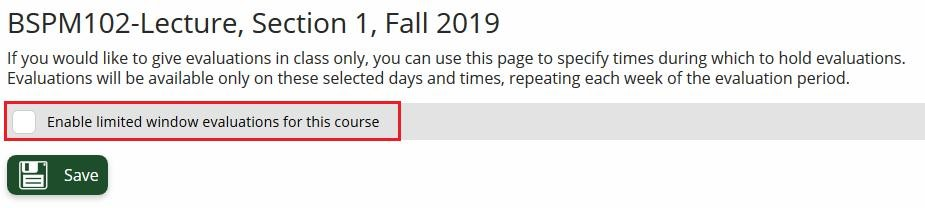 BSPM102-Lecture, Section 1, Fall 2019
If you would like to give evaluations in class only, you can use this page to specify times during which to hold evaluations.
Evaluations will be available only on these selected days and times, repeating each week of the evaluation period.
Enable limited window evaluations for this course
Save